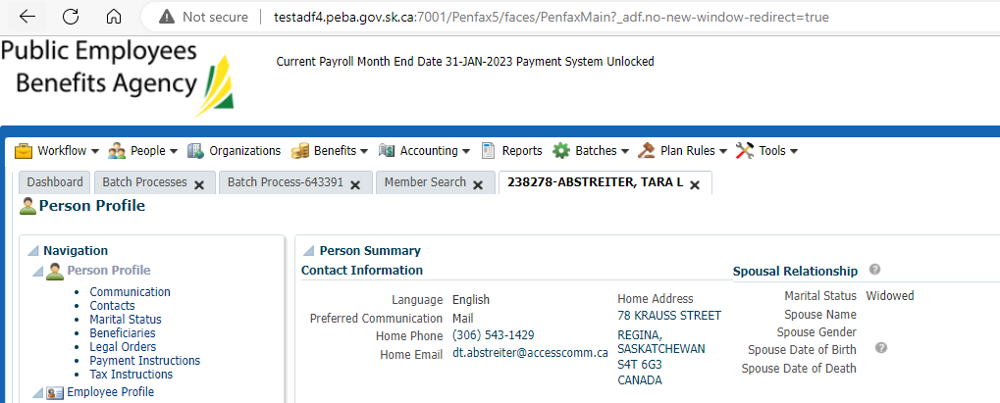 Not secure testadf4.peba.gov.sk.ca:7001/Penfax5/faces/PenfaxMain?_adf.no-new-window-redirect=true
Public Employees
Benefits Agency
Current Payroll Month End Date 31-JAN-2023 Payment System Unlocked
Workflow People Organizations Benefits Accounting Reports Batches Plan Rules Tools
Dashboard Batch Processes Batch Process-643391 Member Search 238278-ABSTREITER, TARA L
Person Profile
Navigation
Person Profile
Communication
Contacts
Marital Status
Beneficiaries
Legal Orders
Payment Instructions
Tax Instructions
Employee Profile
Person Summary
Contact Information
Language English
Preferred Communication Mail
Home Phone (306) 543-1429
Home Email dt.abstreiter@accesscomm.ca
Home Address
78 KRAUSS STREET
REGINA,
SASKATCHEWAN
S4T 6G3
CANADA
Spousal Relationship ?
Marital Status Widowed
Spouse Name
Spouse Gender
Spouse Date of Birth ?
Spouse Date of Death